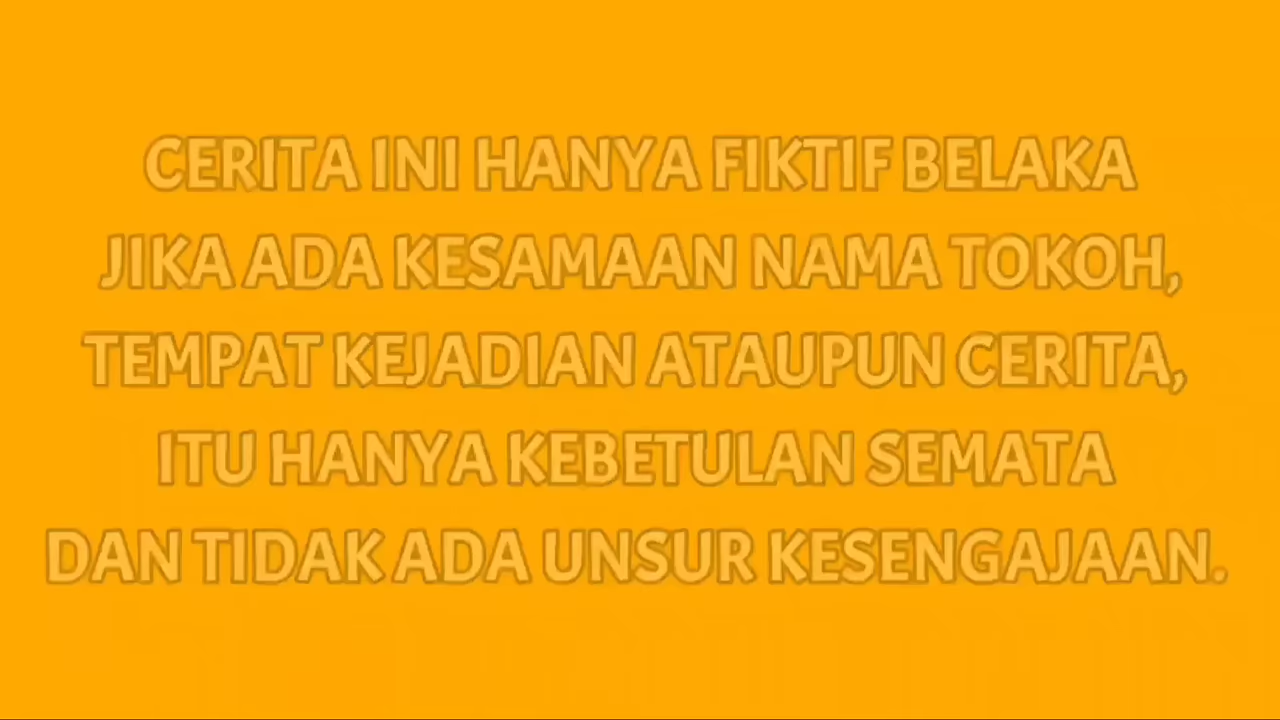 CERITA INI HANYA FIKTIF BELAKA
JIKA ADA KESAMAAN NAMA TOKOH,
TEMPAT KEJADIAN ATAUPUN CERITA,
ITU HANYA KEBETULAN SEMATA
DAN TIDAK ADA UNSUR KESENGAJAAN.